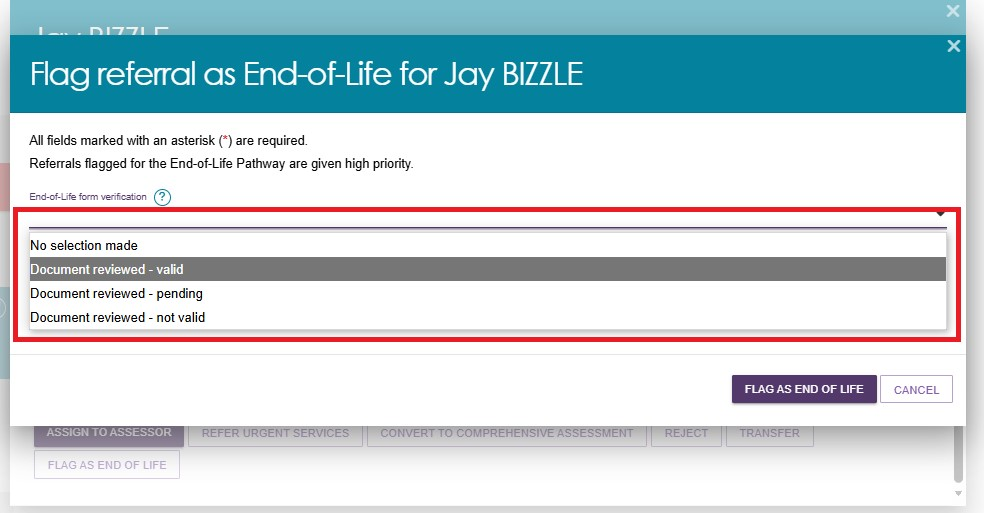 Jay BIZZLE
Flag referral as End-of-Life for Jay BIZZLE
All fields marked with an asterisk (*) are required.
Referrals flagged for the End-of-Life Pathway are given high priority.
End-of-Life form verification ?
No selection made
Document reviewed - valid
Document reviewed - pending
Document reviewed - not valid
FLAG AS END OF LIFE CANCEL
ASSIGN TO ASSESSOR REFER URGENT SERVICES CONVERT TO COMPREHENSIVE ASSESSMENT REJECT TRANSFER
FLAG AS END OF LIFE